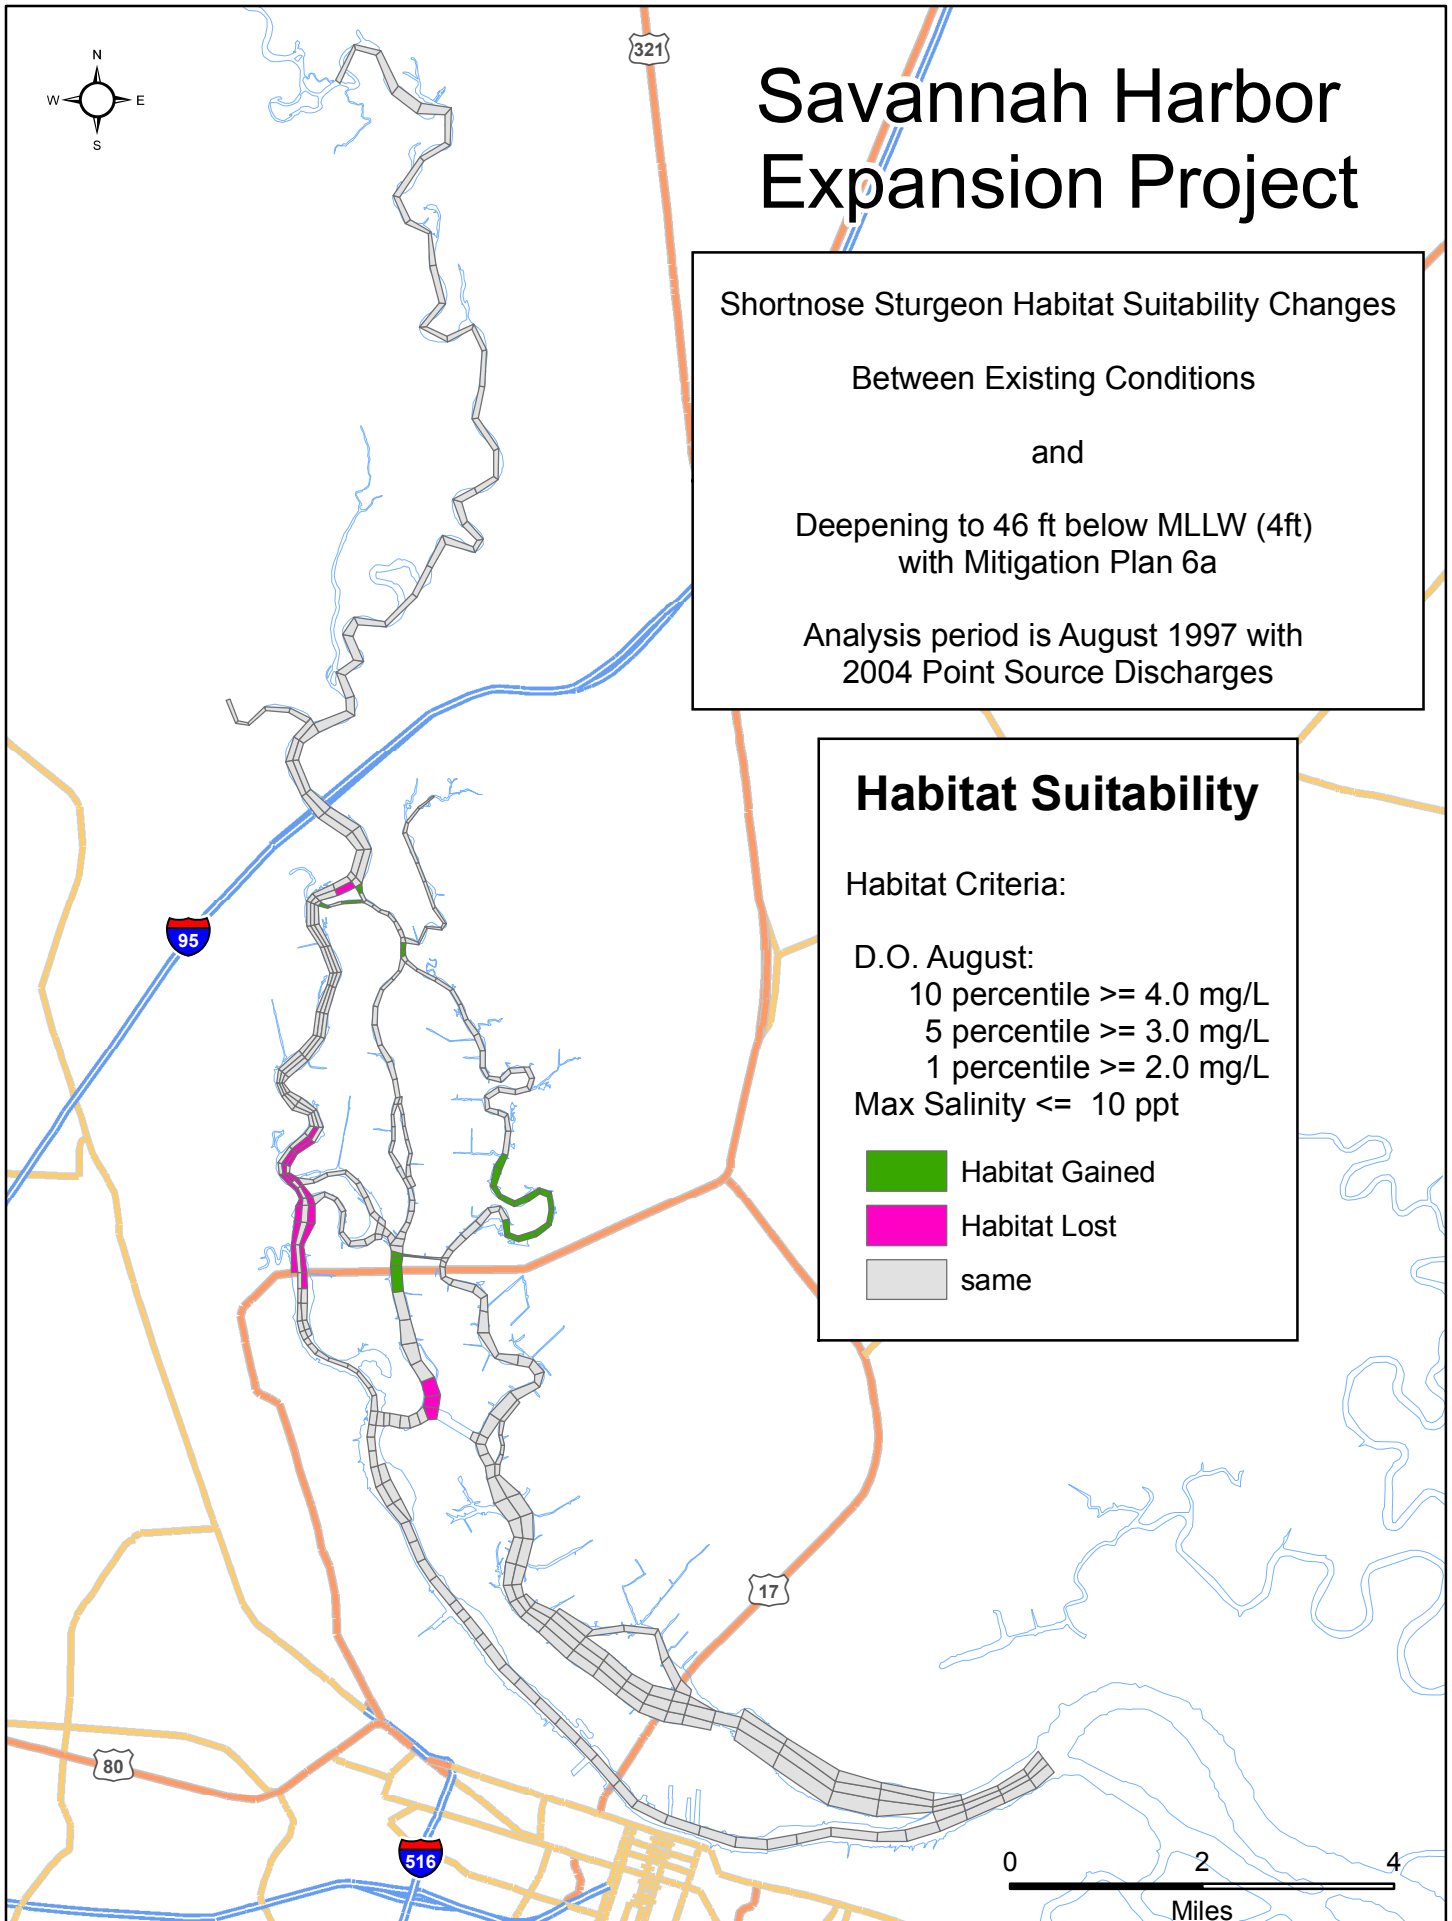 N
W E
S
321
Savannah Harbor
Expansion Project
Shortnose Sturgeon Habitat Suitability Changes
Between Existing Conditions
and
Deepening to 46 ft below MLLW (4ft)
with Mitigation Plan 6a
Analysis period is August 1997 with
2004 Point Source Discharges
Habitat Suitability
Habitat Criteria:
D.O. August:
10 percentile >= 4.0 mg/L
5 percentile >= 3.0 mg/L
1 percentile >= 2.0 mg/L
Max Salinity <= 10 ppt
Habitat Gained
Habitat Lost
same
95
17
80
516
0 2 4
Miles